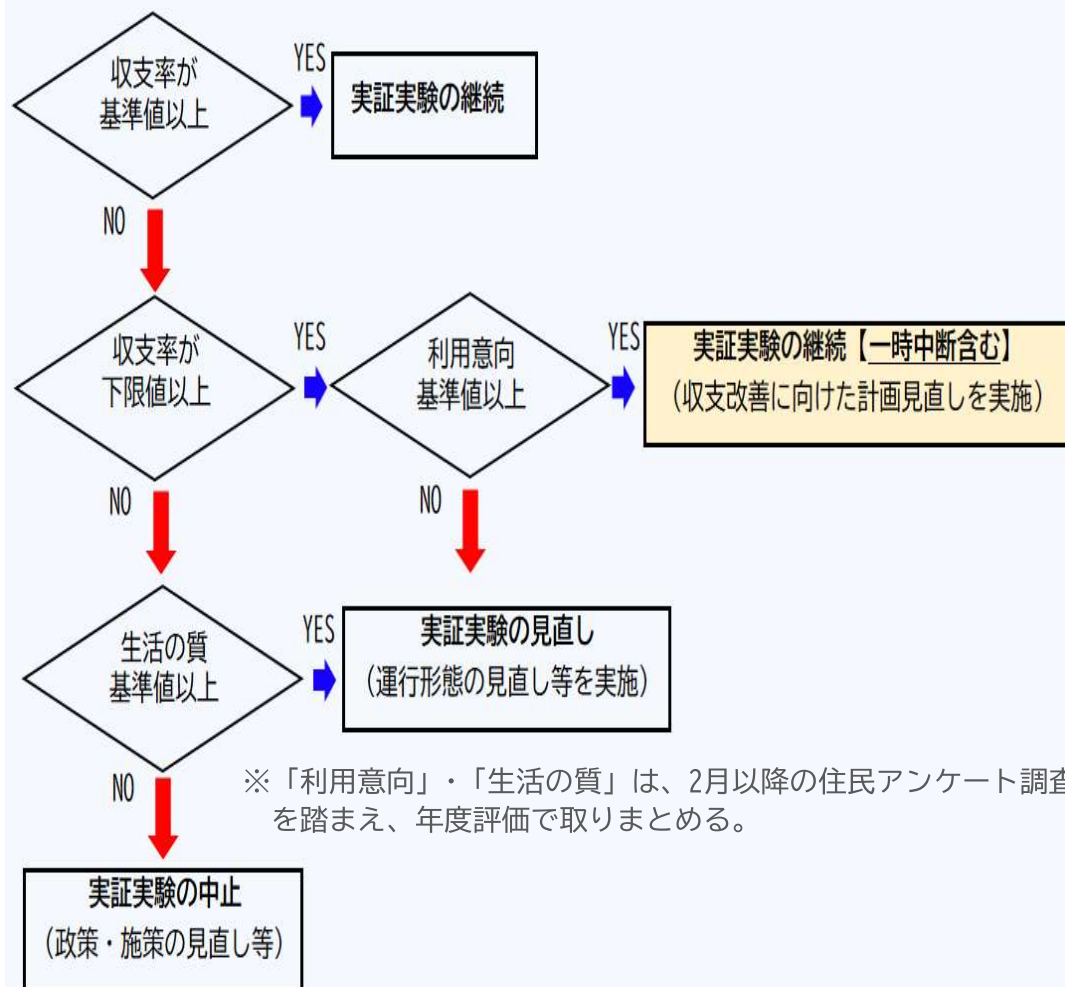 収支率が
基準値以上
YES
実証実験の継続
NO
収支率が
下限値以上
YES
利用意向
基準値以上
YES
実証実験の継続【一時中断含む】
（収支改善に向けた計画見直しを実施）
NO
NO
生活の質
基準値以上
YES
実証実験の見直し
（運行形態の見直し等を実施）
NO
※「利用意向」・「生活の質」は、2月以降の住民アンケート調査
を踏まえ、年度評価で取りまとめる。
実証実験の中止
（政策・施策の見直し等）